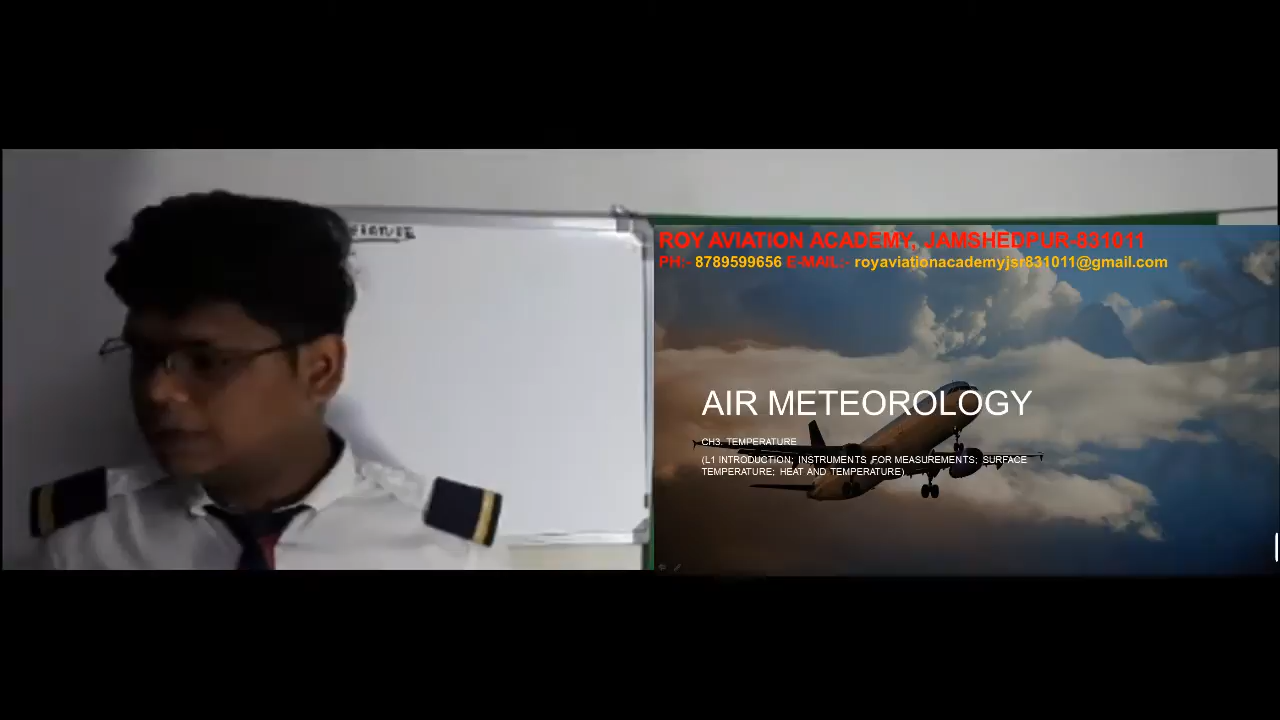 ROY AVIATION ACADEMY, JAMSHEDPUR-831011
PH:- 8789599656 E-MAIL:- royaviationacademyjsr831011@gmail.com
AIR METEOROLOGY
CH3. TEMPERATURE
(L1 INTRODUCTION; INSTRUMENTS FOR MEASUREMENTS; SURFACE
TEMPERATURE; HEAT AND TEMPERATURE)